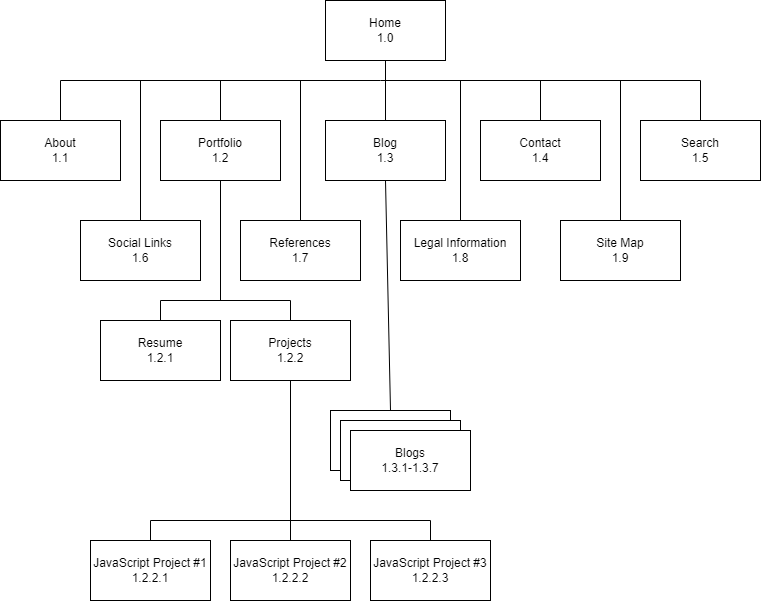 Home
1.0
About
1.1
Portfolio
1.2
Blog
1.3
Contact
1.4
Search
1.5
Social Links
1.6
References
1.7
Legal Information
1.8
Site Map
1.9
Resume
1.2.1
Projects
1.2.2
Blogs
1.3.1-1.3.7
JavaScript Project #1
1.2.2.1
JavaScript Project #2
1.2.2.2
JavaScript Project #3
1.2.2.3